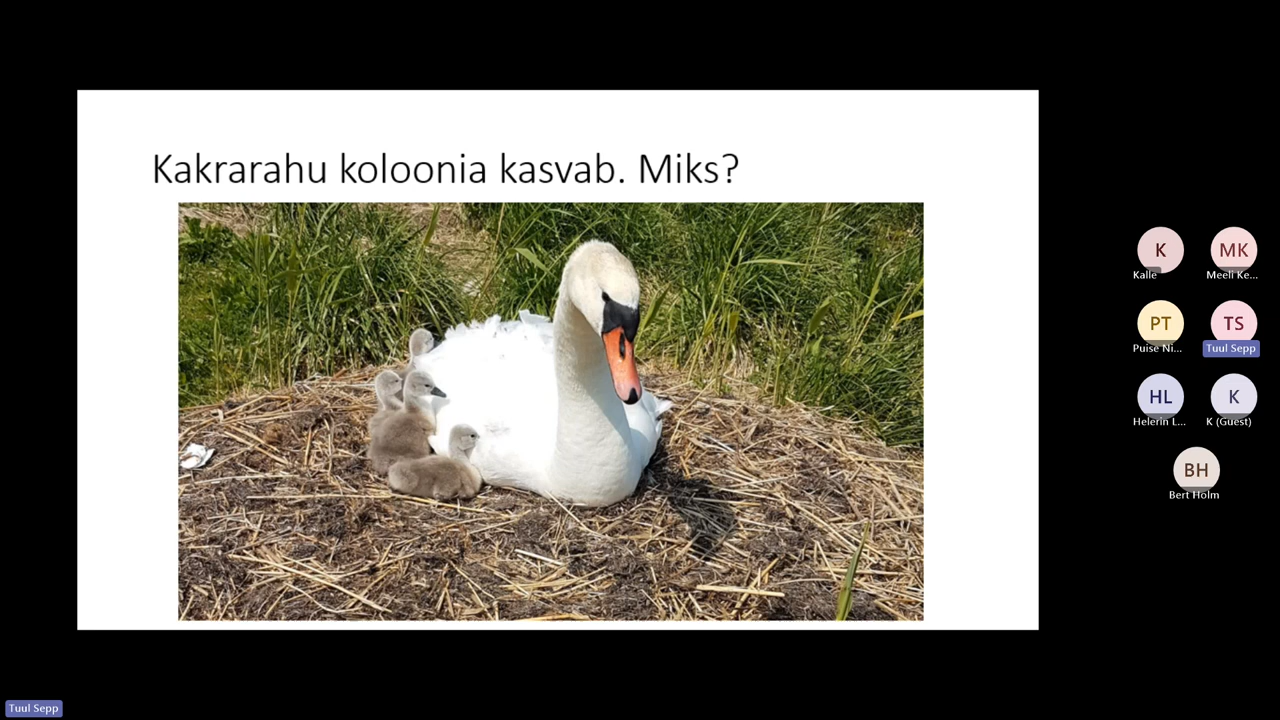 Kakrarahu koloonia kasvab. Miks?
K
Kalle
MK
Meeli Ke...
PT
Puise Ni...
TS
Tuul Sepp
HL
Helerin L...
K
K (Guest)
BH
Bert Holm
Tuul Sepp